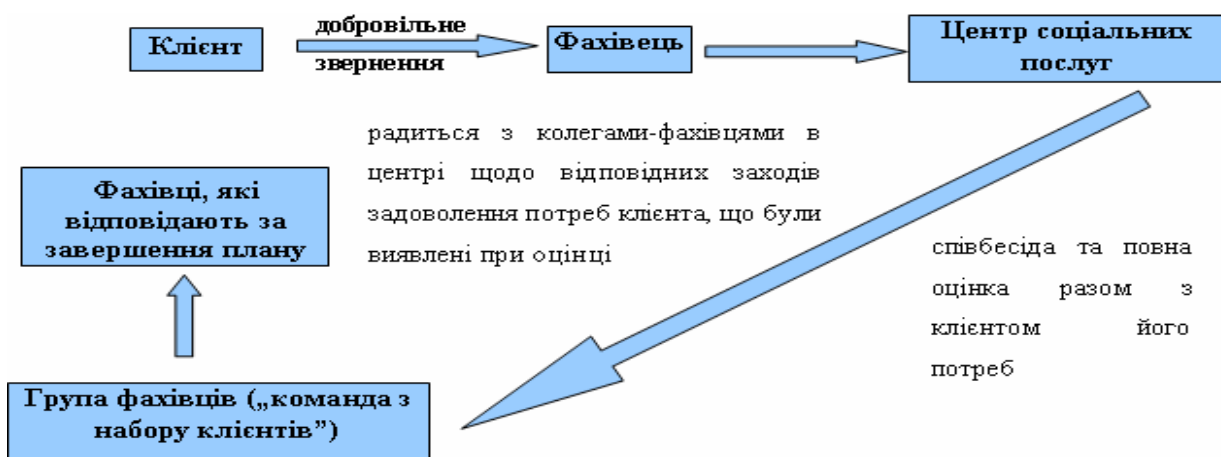 Клієнт
добровільне
звернення
Фахівець
Центр соціальних
послуг
радиться з колегами-фахівцями в
центрі щодо відповідних заходів
задоволення потреб клієнта, що були
виявлені при оцінці
Фахівці, які
відповідають за
завершення плану
співбесіда та повна
оцінка разом з
клієнтом його
потреб
Група фахівців („команда з
набору клієнтів”)